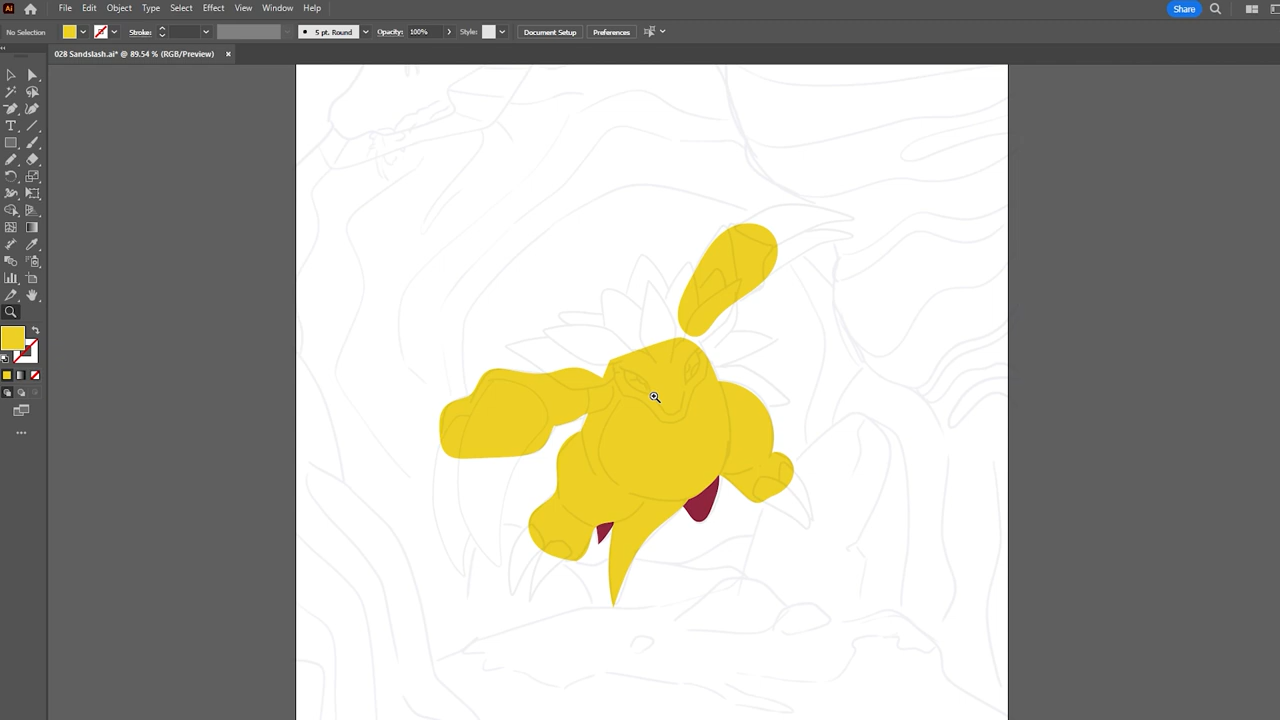 Ai File Edit Object Type Select Effect View Window Help Share
No Selection Stroke: 5 pt. Round Opacity: 100% Style: Document Setup Preferences
028 Sandslash.ai* @ 89.54 % (RGB/Preview) ×
T